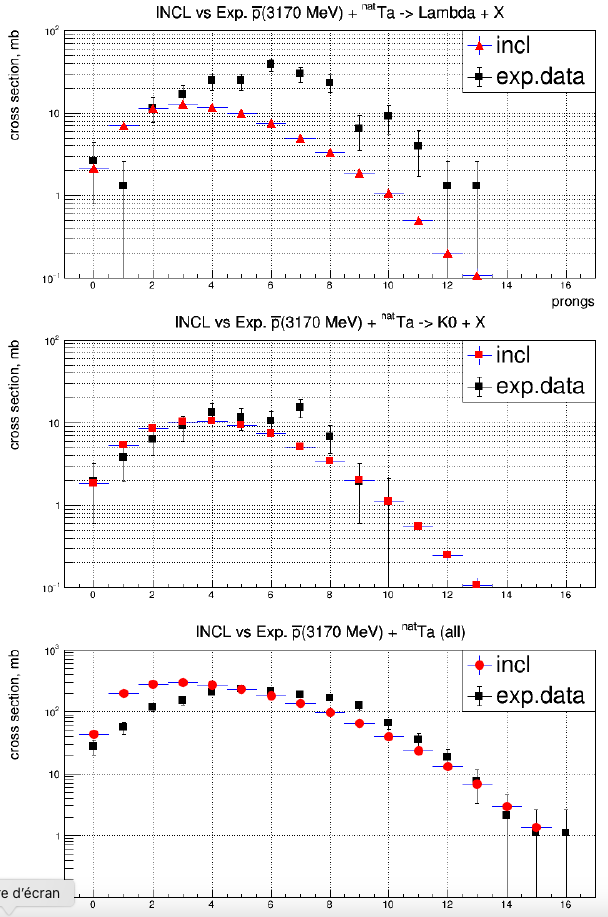 INCL vs Exp. p̅(3170 MeV) + ⁿᵃᵗTa -> Lambda + X
cross section, mb
10²
10
1
10⁻¹
incl
exp.data
0 2 4 6 8 10 12 14 16
prongs
INCL vs Exp. p̅(3170 MeV) + ⁿᵃᵗTa -> K0 + X
cross section, mb
10²
10
1
10⁻¹
incl
exp.data
0 2 4 6 8 10 12 14 16
INCL vs Exp. p̅(3170 MeV) + ⁿᵃᵗTa (all)
cross section, mb
10³
10²
10
1
incl
exp.data
re d'écran
0 2 4 6 8 10 12 14 16